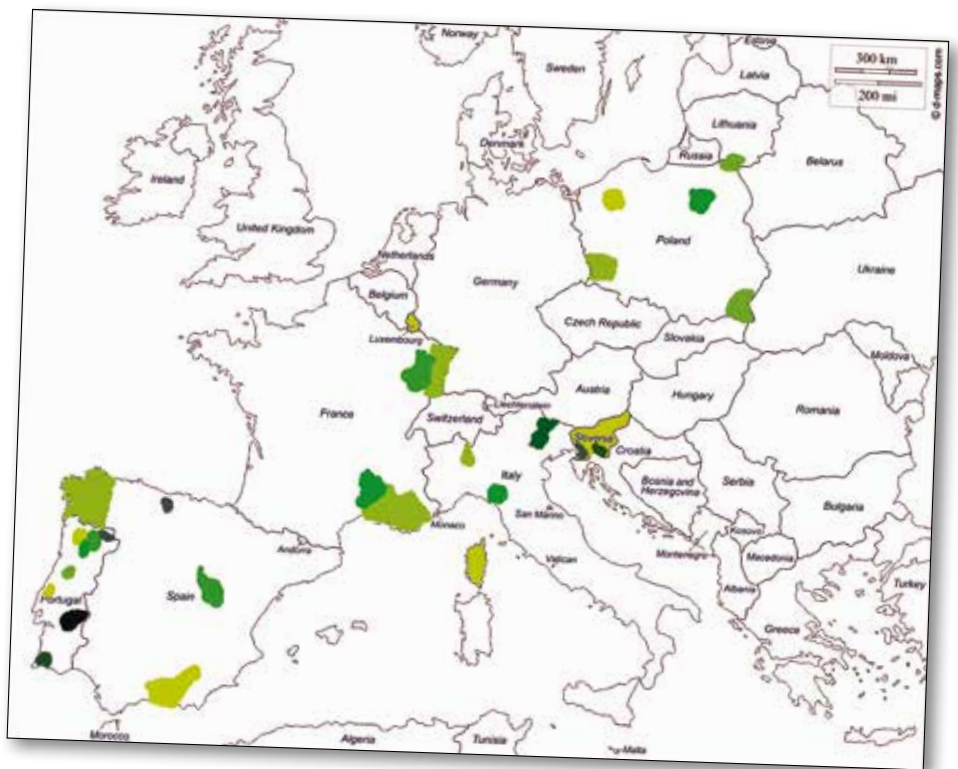 Norway
Estonia
Sweden
Latvia
300 km
200 mi
© d-maps.com
Lithuania
Denmark
Russia
Belarus
Ireland
United Kingdom
Netherlands
Poland
Germany
Ukraine
Belgium
Czech Republic
Luxembourg
Slovakia
Moldova
Austria
Liechtenstein
Hungary
France
Switzerland
Romania
Slovenia
Croatia
Italy
Bosnia and
Herzegovina
Serbia
Bulgaria
San Marino
Monaco
Kosovo
Andorra
Vatican
Montenegro
Macedonia
Albania
Turkey
Spain
Portugal
Greece
Morocco
Algeria
Tunisia
Malta